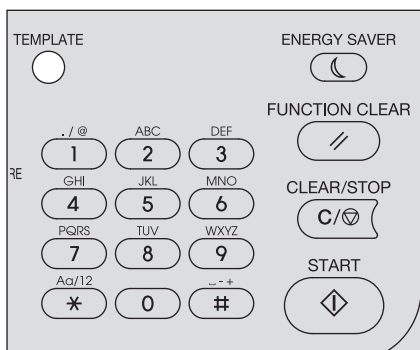 TEMPLATE
ENERGY SAVER
FUNCTION CLEAR
. / @ ABC DEF
1 2 3
RE
GHI JKL MNO
4 5 6
CLEAR/STOP
C/
PQRS TUV WXYZ
7 8 9
START
Aa/12 ⎵ - +
* 0 #